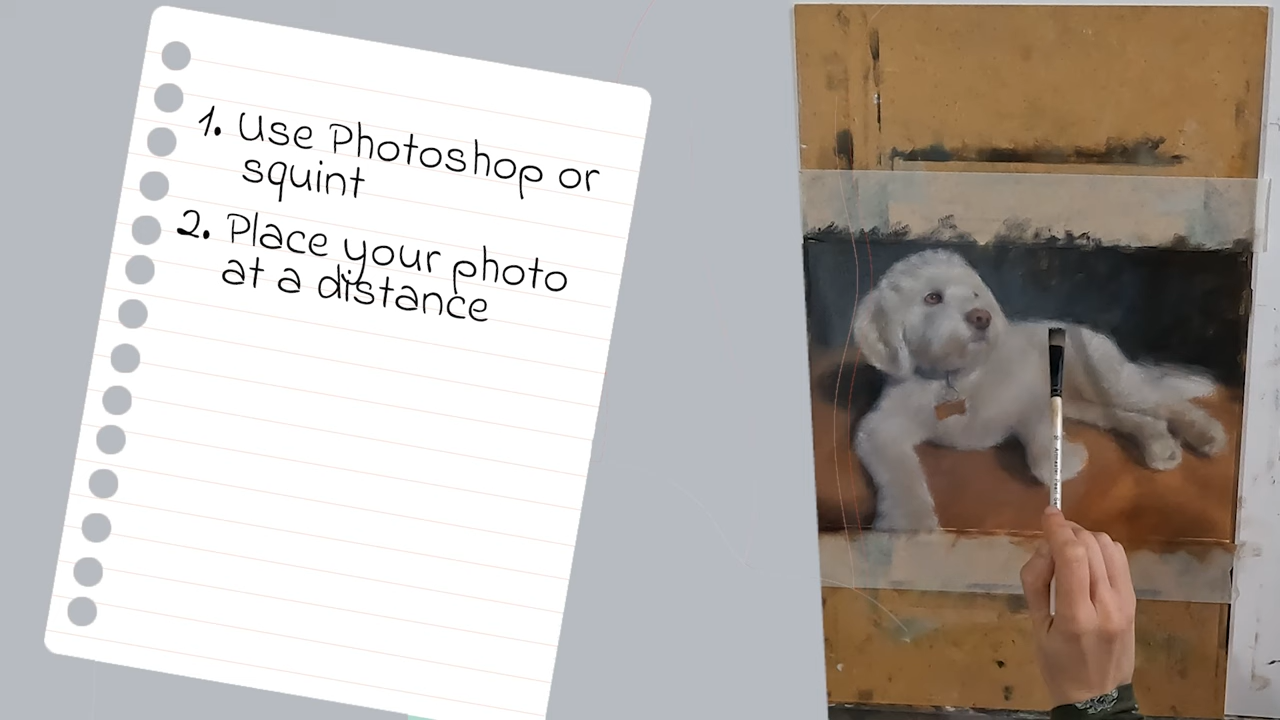 1. Use Photoshop or
squint
2. Place your photo
at a distance